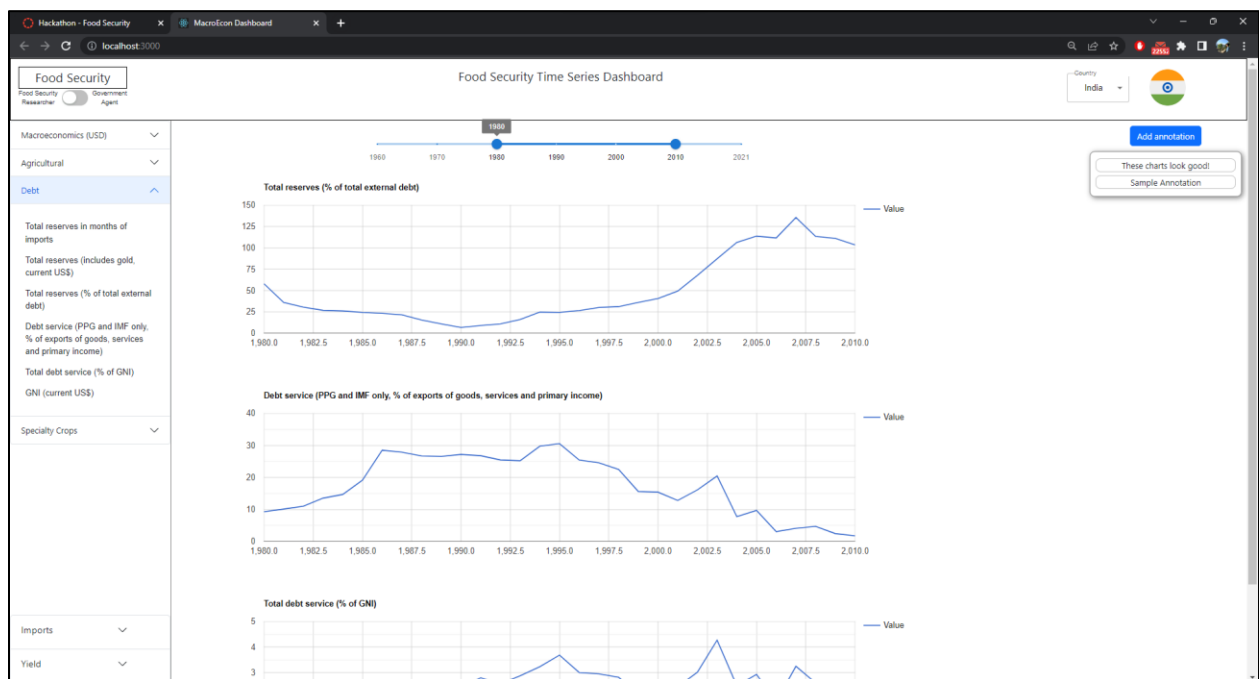 Hackathon - Food Security
MacroEcon Dashboard
localhost:3000
Food Security
Food Security Researcher
Government Agent
Food Security Time Series Dashboard
Country
India
Macroeconomics (USD)
Agricultural
Debt
Total reserves in months of
imports
Total reserves (includes gold,
current US$)
Total reserves (% of total external
debt)
Debt service (PPG and IMF only,
% of exports of goods, services
and primary income)
Total debt service (% of GNI)
GNI (current US$)
Specialty Crops
Imports
Yield
1980
1960 1970 1980 1990 2000 2010 2021
Add annotation
These charts look good!
Sample Annotation
Total reserves (% of total external debt)
Value
150
125
100
75
50
25
0
1,980.0 1,982.5 1,985.0 1,987.5 1,990.0 1,992.5 1,995.0 1,997.5 2,000.0 2,002.5 2,005.0 2,007.5 2,010.0
Debt service (PPG and IMF only, % of exports of goods, services and primary income)
Value
40
30
20
10
0
1,980.0 1,982.5 1,985.0 1,987.5 1,990.0 1,992.5 1,995.0 1,997.5 2,000.0 2,002.5 2,005.0 2,007.5 2,010.0
Total debt service (% of GNI)
Value
5
4
3